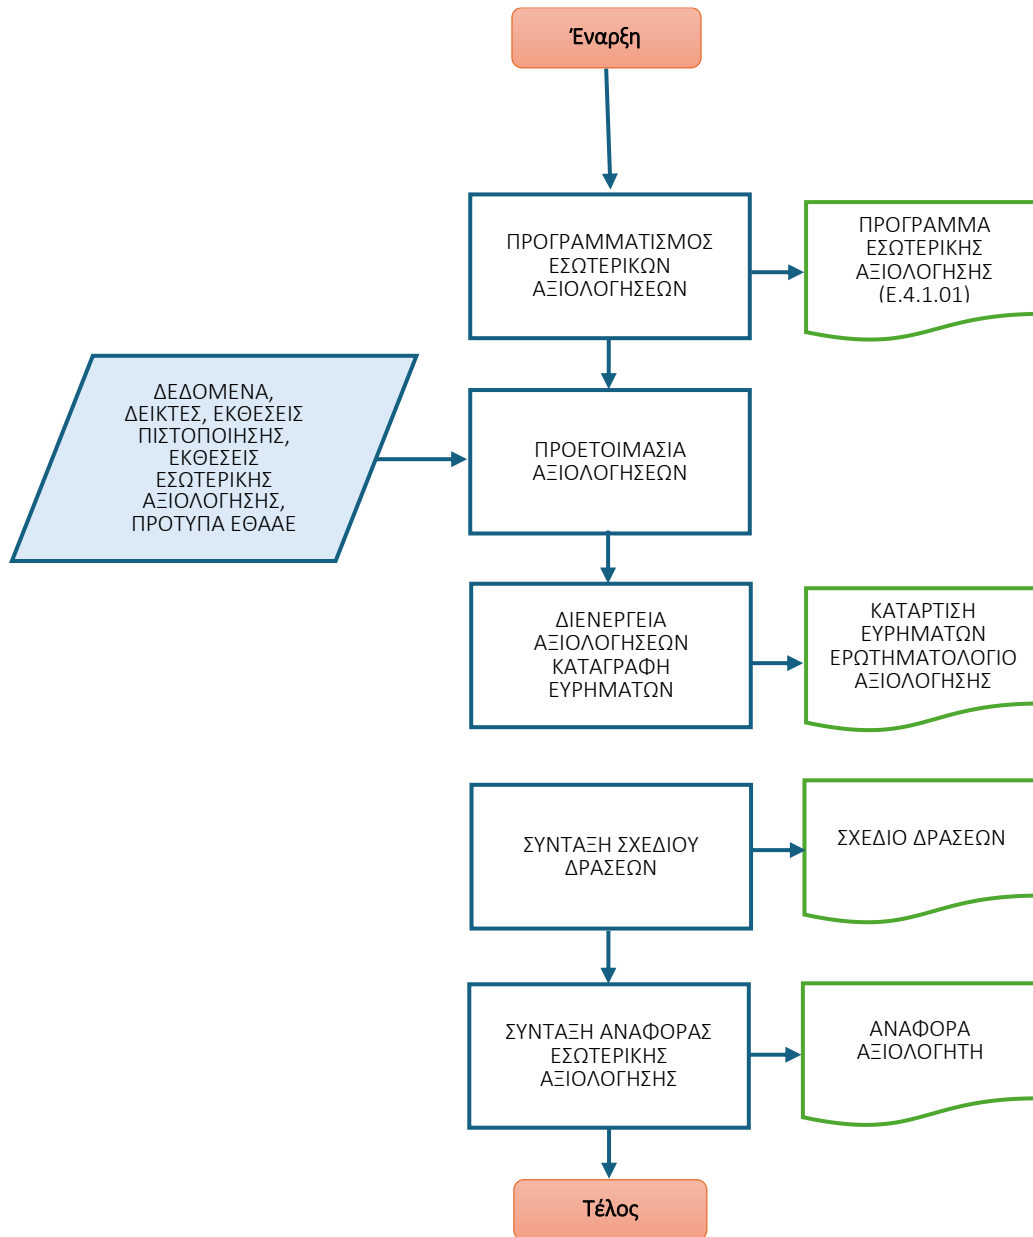 Έναρξη
ΠΡΟΓΡΑΜΜΑΤΙΣΜΟΣ
ΕΣΩΤΕΡΙΚΩΝ
ΑΞΙΟΛΟΓΗΣΕΩΝ
ΠΡΟΓΡΑΜΜΑ
ΕΣΩΤΕΡΙΚΗΣ
ΑΞΙΟΛΟΓΗΣΗΣ
(Ε.4.1.01)
ΔΕΔΟΜΕΝΑ,
ΔΕΙΚΤΕΣ, ΕΚΘΕΣΕΙΣ
ΠΙΣΤΟΠΟΙΗΣΗΣ,
ΕΚΘΕΣΕΙΣ
ΕΣΩΤΕΡΙΚΗΣ
ΑΞΙΟΛΟΓΗΣΗΣ,
ΠΡΟΤΥΠΑ ΕΘΑΑΕ
ΠΡΟΕΤΟΙΜΑΣΙΑ
ΑΞΙΟΛΟΓΗΣΕΩΝ
ΔΙΕΝΕΡΓΕΙΑ
ΑΞΙΟΛΟΓΗΣΕΩΝ
ΚΑΤΑΓΡΑΦΗ
ΕΥΡΗΜΑΤΩΝ
ΚΑΤΑΡΤΙΣΗ
ΕΥΡΗΜΑΤΩΝ
ΕΡΩΤΗΜΑΤΟΛΟΓΙΟ
ΑΞΙΟΛΟΓΗΣΗΣ
ΣΥΝΤΑΞΗ ΣΧΕΔΙΟΥ
ΔΡΑΣΕΩΝ
ΣΧΕΔΙΟ ΔΡΑΣΕΩΝ
ΣΥΝΤΑΞΗ ΑΝΑΦΟΡΑΣ
ΕΣΩΤΕΡΙΚΗΣ
ΑΞΙΟΛΟΓΗΣΗΣ
ΑΝΑΦΟΡΑ
ΑΞΙΟΛΟΓΗΤΗ
Τέλος